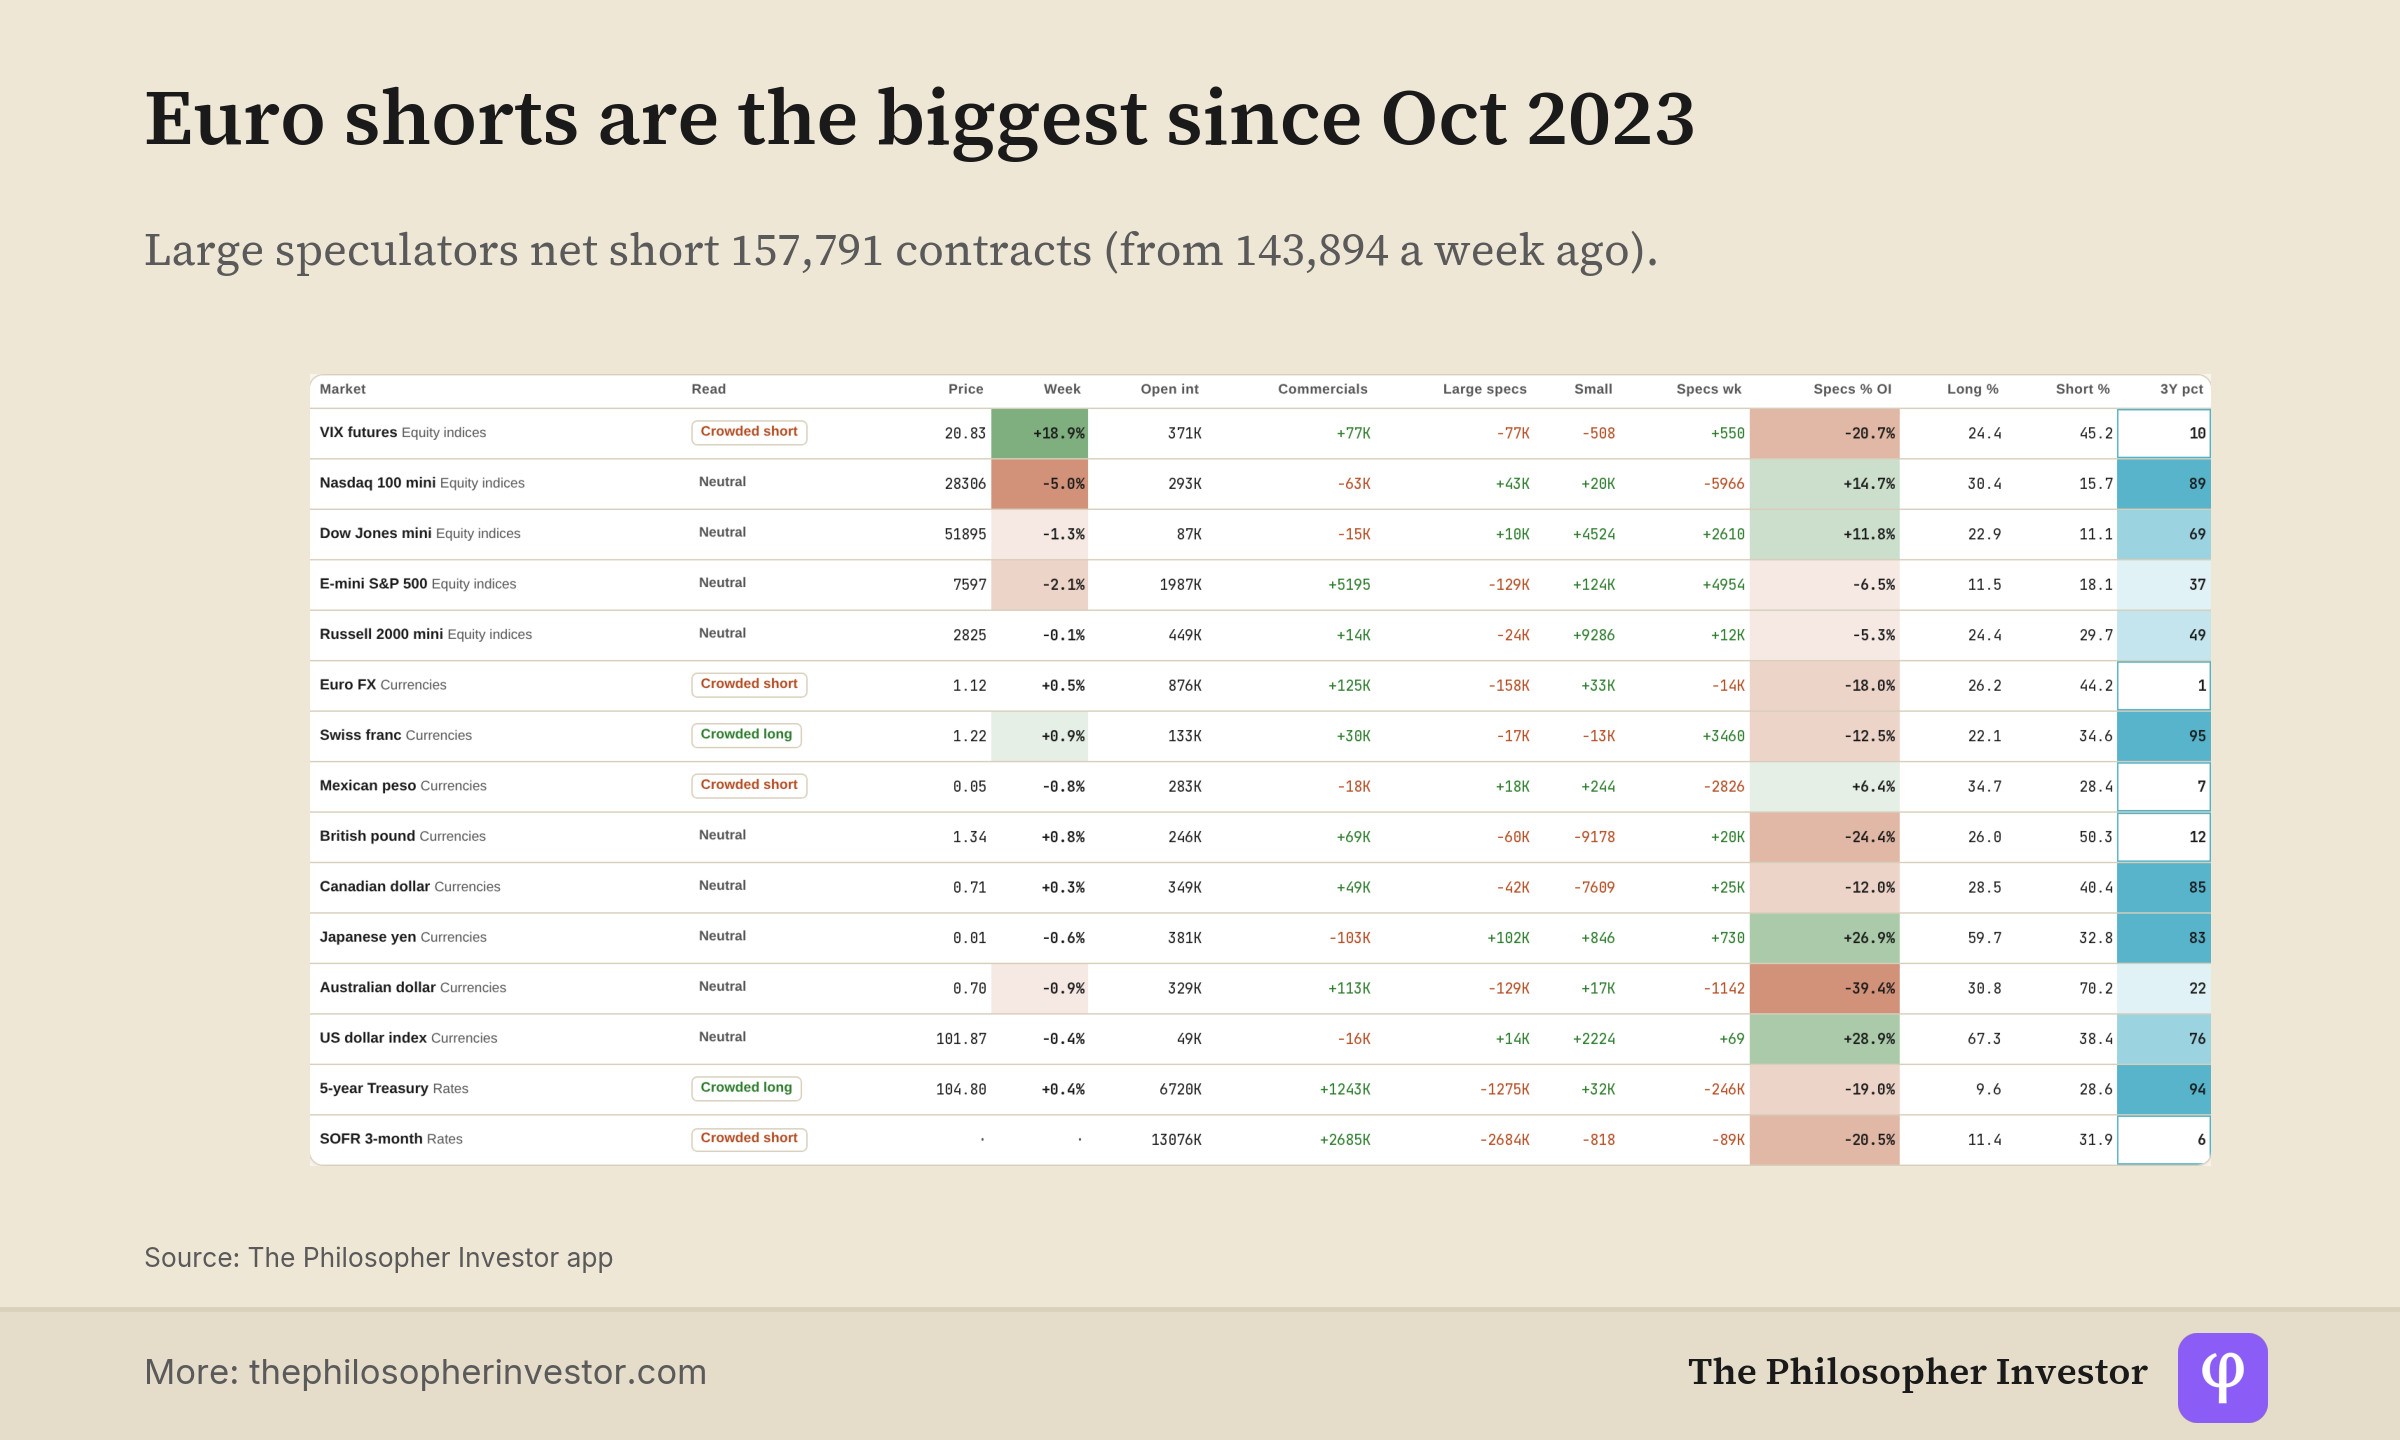 Euro shorts are the biggest since Oct 2023
Large speculators net short 157,791 contracts (from 143,894 a week ago).
Market Read Price Week Open int Commercials Large specs Small Specs wk Specs % OI Long % Short % 3Y pct
VIX futures Equity indices Crowded short 20.83 +18.9% 371K +77K -77K -508 +550 -20.7% 24.4 45.2 10
Nasdaq 100 mini Equity indices Neutral 28306 -5.0% 293K -63K +43K +20K -5966 +14.7% 30.4 15.7 89
Dow Jones mini Equity indices Neutral 51895 -1.3% 87K -15K +10K +4524 +2610 +11.8% 22.9 11.1 69
E-mini S&P 500 Equity indices Neutral 7597 -2.1% 1987K +5195 -129K +124K +4954 -6.5% 11.5 18.1 37
Russell 2000 mini Equity indices Neutral 2825 -0.1% 449K +14K -24K +9286 +12K -5.3% 24.4 29.7 49
Euro FX Currencies Crowded short 1.12 +0.5% 876K +125K -158K +33K -14K -18.0% 26.2 44.2 1
Swiss franc Currencies Crowded long 1.22 +0.9% 133K +30K -17K -13K +3460 -12.5% 22.1 34.6 95
Mexican peso Currencies Crowded short 0.05 -0.8% 283K -18K +18K +244 -2826 +6.4% 34.7 28.4 7
British pound Currencies Neutral 1.34 +0.8% 246K +69K -60K -9178 +20K -24.4% 26.0 50.3 12
Canadian dollar Currencies Neutral 0.71 +0.3% 349K +49K -42K -7609 +25K -12.0% 28.5 40.4 85
Japanese yen Currencies Neutral 0.01 -0.6% 381K -103K +102K +846 +730 +26.9% 59.7 32.8 83
Australian dollar Currencies Neutral 0.70 -0.9% 329K +113K -129K +17K -1142 -39.4% 30.8 70.2 22
US dollar index Currencies Neutral 101.87 -0.4% 49K -16K +14K +2224 +69 +28.9% 67.3 38.4 76
5-year Treasury Rates Crowded long 104.80 +0.4% 6720K +1243K -1275K +32K -246K -19.0% 9.6 28.6 94
SOFR 3-month Rates Crowded short · · 13076K +2685K -2684K -818 -89K -20.5% 11.4 31.9 6
Source: The Philosopher Investor app
More: thephilosopherinvestor.com
The Philosopher Investor φ